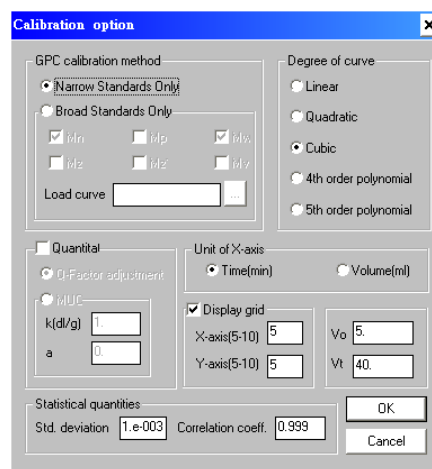 Calibration option
GPC calibration method
Narrow Standards Only
Broad Standards Only
Mn Mp Mw
Mz Mz Mv
Load curve ...
Degree of curve
Linear
Quadratic
Cubic
4th order polynomial
5th order polynomial
Quantital
Q-Factor adjustment
MUC
k(dl/g) 1.
a 0.
Unit of X-axis
Time(min) Volume(ml)
Display grid
X-axis(5-10) 5
Y-axis(5-10) 5
Vo 5.
Vt 40.
Statistical quantities
Std. deviation 1.e-003 Correlation coeff. 0.999
OK
Cancel